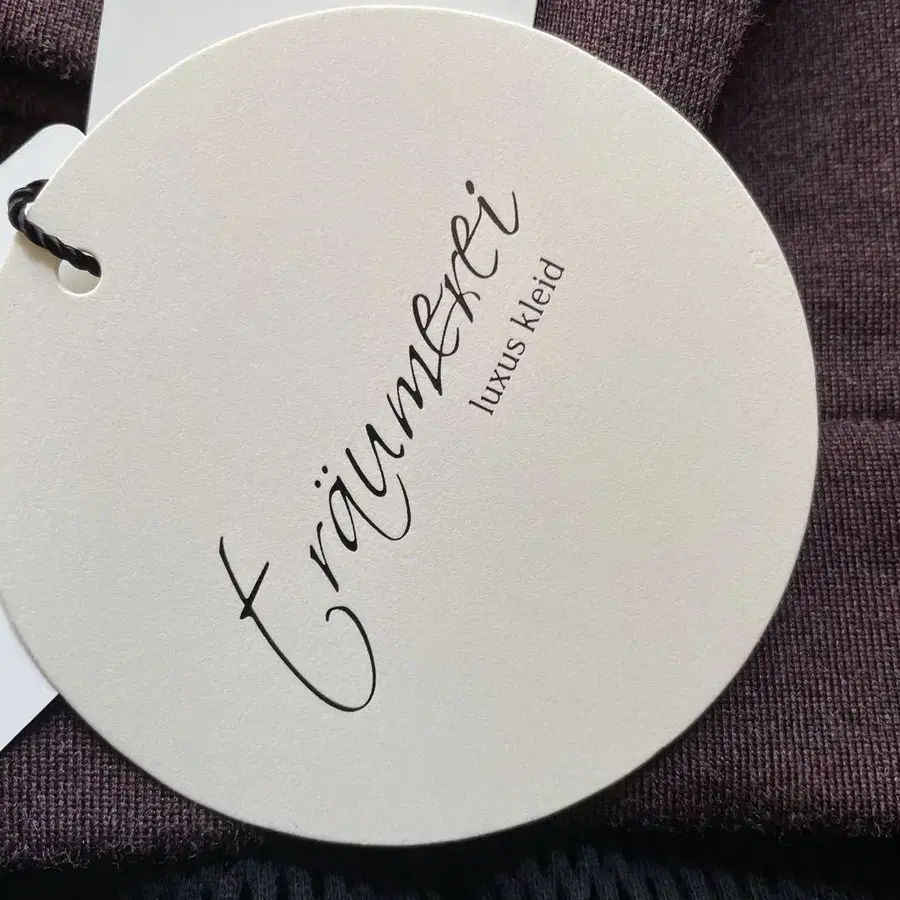 träumerei
luxus kleid